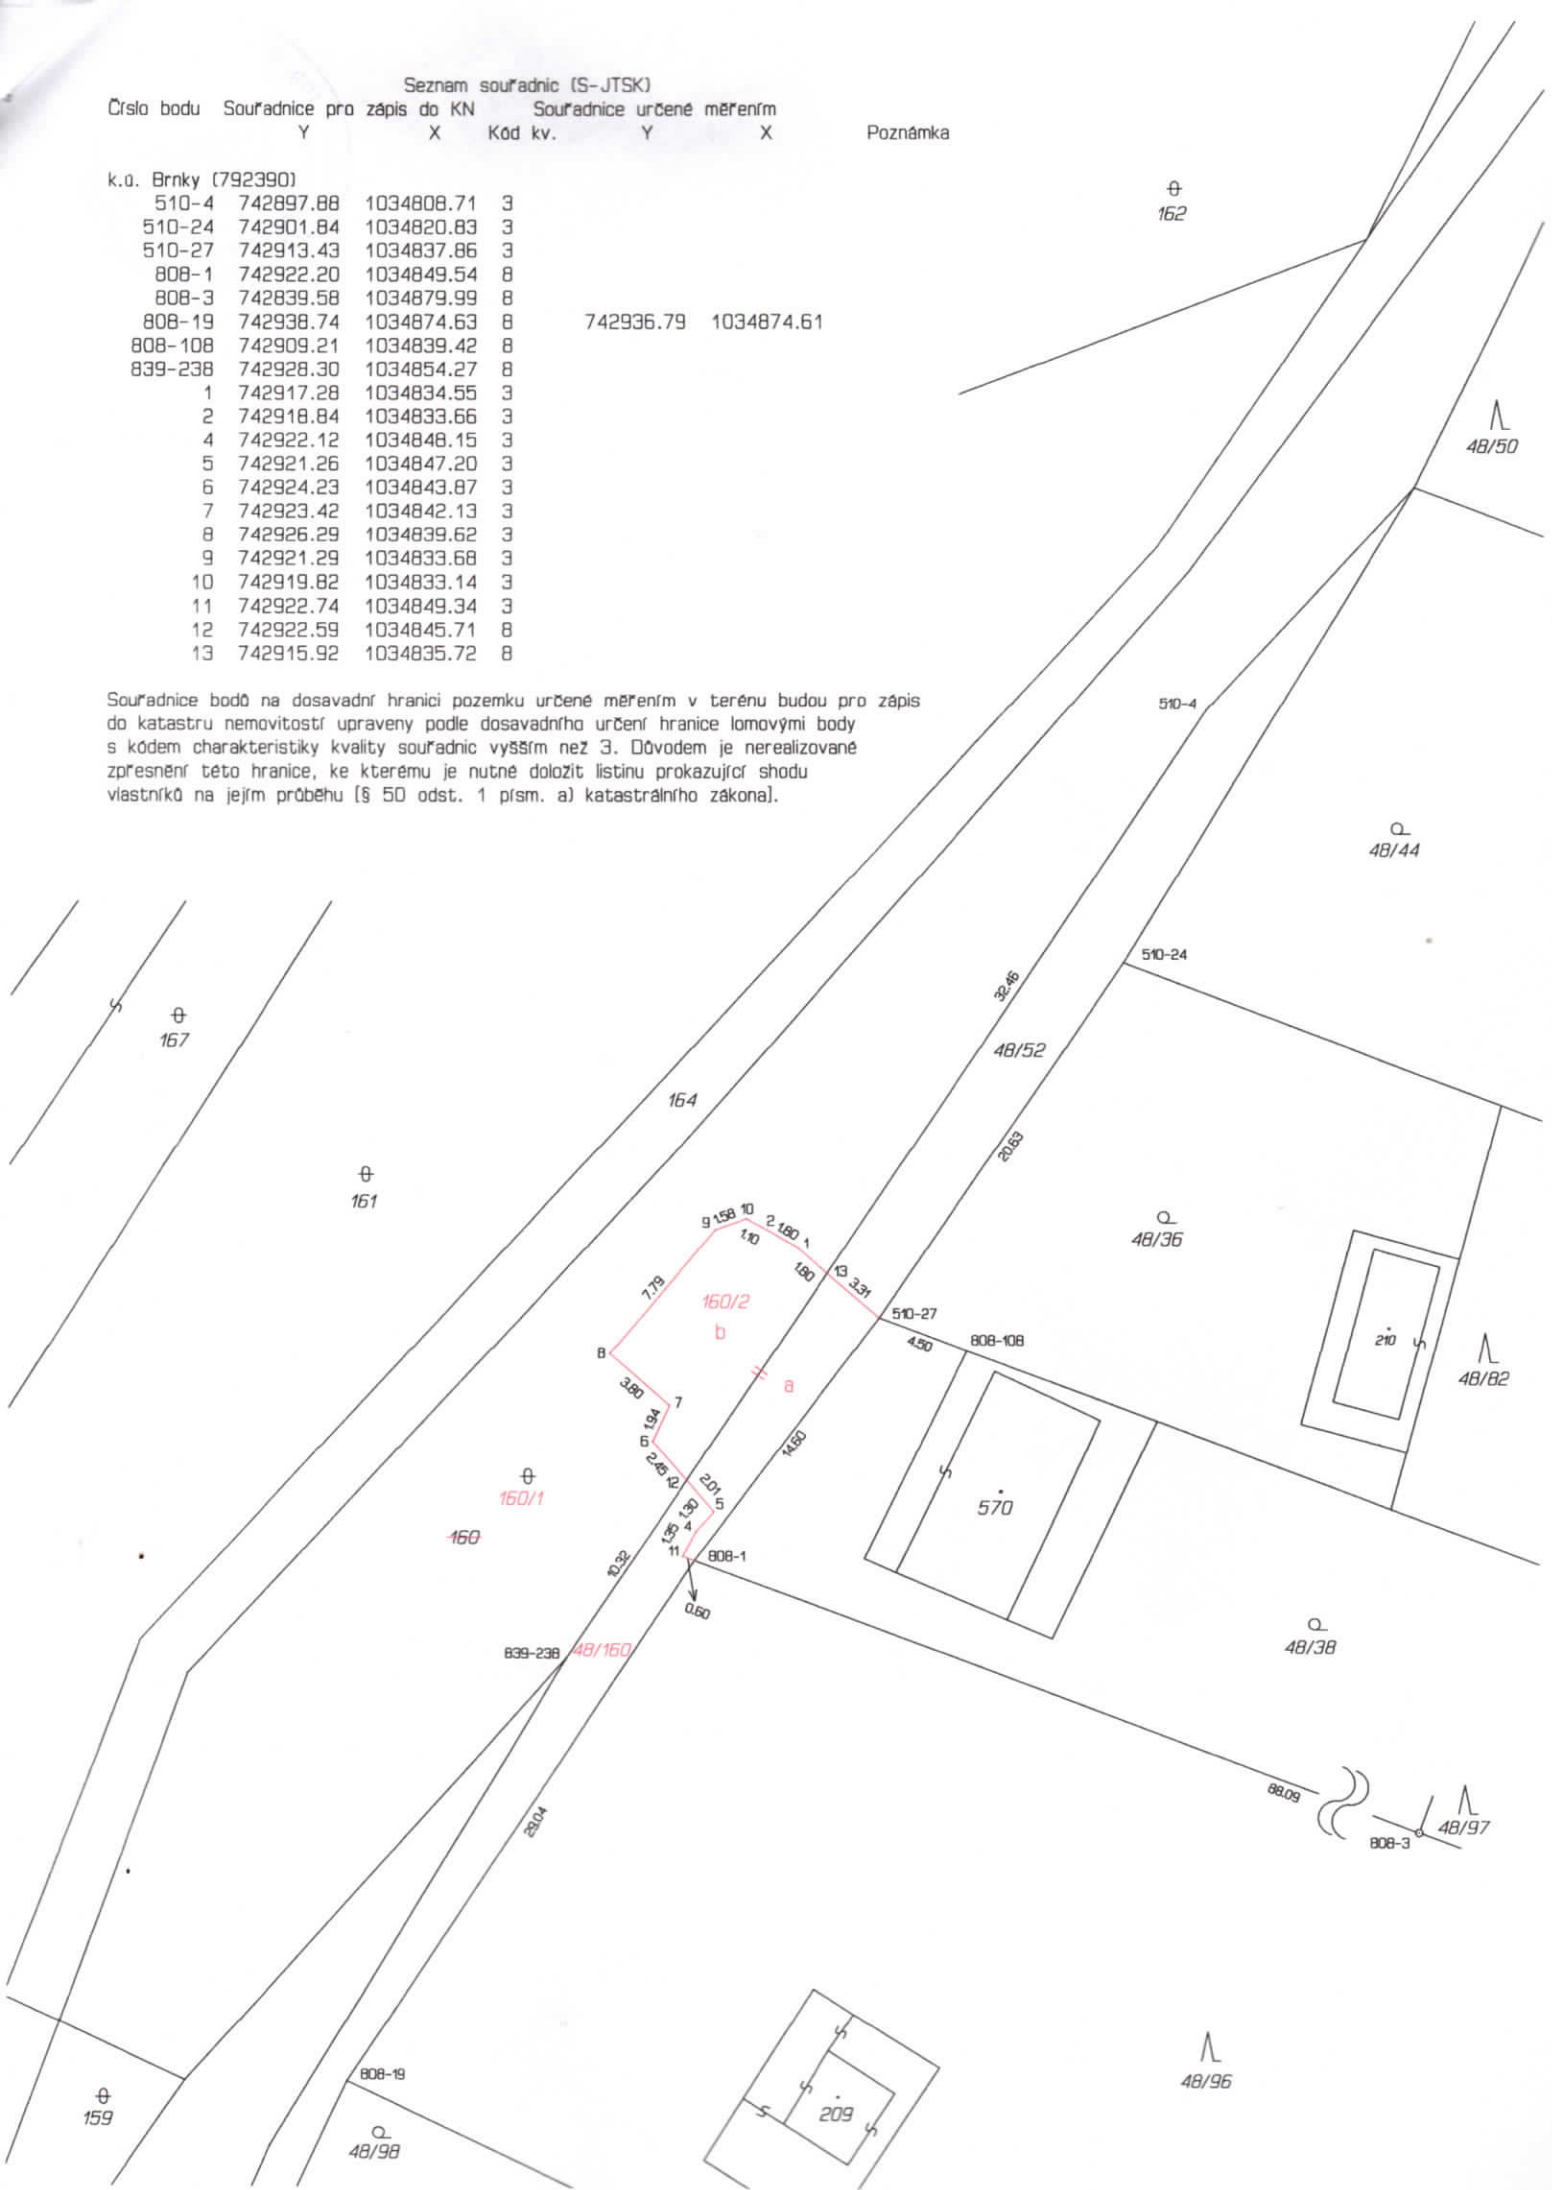 Seznam souřadnic (S-JTSK)
Číslo bodu Souřadnice pro zápis do KN Souřadnice určené měřením
Y X Kód kv. Y X Poznámka
k.ú. Brnky (792390)
510-4 742897.88 1034808.71 3
510-24 742901.84 1034820.83 3
510-27 742913.43 1034837.86 3
808-1 742922.20 1034849.54 8
808-3 742839.58 1034879.99 8
808-19 742938.74 1034874.63 8 742936.79 1034874.61
808-108 742909.21 1034839.42 8
839-238 742928.30 1034854.27 8
1 742917.28 1034834.55 3
2 742918.84 1034833.66 3
4 742922.12 1034848.15 3
5 742921.26 1034847.20 3
6 742924.23 1034843.87 3
7 742923.42 1034842.13 3
8 742926.29 1034839.62 3
9 742921.29 1034833.68 3
10 742919.82 1034833.14 3
11 742922.74 1034849.34 3
12 742922.59 1034845.71 8
13 742915.92 1034835.72 8
Souřadnice bodů na dosavadní hranici pozemku určené měřením v terénu budou pro zápis
do katastru nemovitostí upraveny podle dosavadního určení hranice lomovými body
s kódem charakteristiky kvality souřadnic vyšším než 3. Důvodem je nerealizované
zpřesnění této hranice, ke kterému je nutné doložit listinu prokazující shodu
vlastníků na jejím průběhu [§ 50 odst. 1 písm. a) katastrálního zákona].
162
48/50
510-4
48/44
510-24
32.46
167
48/52
164
20.63
161
9 1.58 10
2 1.80 1
1.10
48/36
1.80
13 3.31
7.79
160/2
510-27
b
4.50
808-108
210
8
a
48/82
3.80
7
1.94
6
14.60
2.45
12
2.01
5
160/1
1.30
4
570
160
1.35
11
808-1
10.32
0.60
48/38
839-238
48/160
88.09
29.04
48/97
808-3
808-19
48/96
159
209
48/98